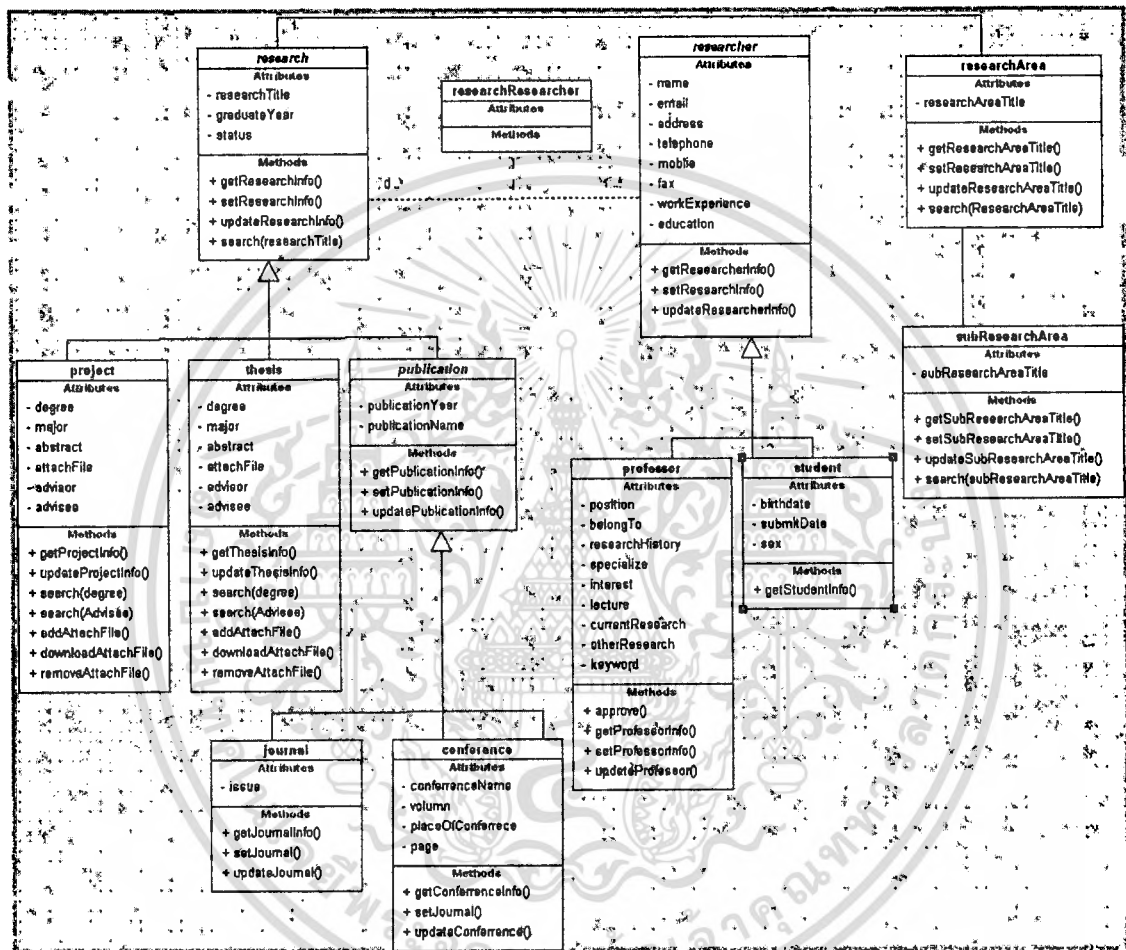 1
1
research
Attributes
- researchTitle
- graduateYear
- status
Methods
+ getResearchInfo()
+ setResearchInfo()
+ updateResearchInfo()
+ search(researchTitle)
researchResearcher
Attributes
Methods
researcher
Attributes
- name
- email
- address
- telephone
- mobile
- fax
- workExperience
- education
Methods
+ getResearcherInfo()
+ setResearchInfo()
+ updateResearcherInfo()
researchArea
Attributes
- researchAreaTitle
Methods
+ getResearchAreaTitle()
+ setResearchAreaTitle()
+ updateResearchAreaTitle()
+ search(ResearchAreaTitle)
subResearchArea
Attributes
- subResearchAreaTitle
Methods
+ getSubResearchAreaTitle()
+ setSubResearchAreaTitle()
+ updateSubResearchAreaTitle()
+ search(subResearchAreaTitle)
project
Attributes
- degree
- major
- abstract
- attachFile
- advisor
- advisee
Methods
+ getProjectInfo()
+ updateProjectInfo()
+ search(degree)
+ search(Advisee)
+ addAttachFile()
+ downloadAttachFile()
+ removeAttachFile()
thesis
Attributes
- degree
- major
- abstract
- attachFile
- advisor
- advisee
Methods
+ getThesisInfo()
+ updateThesisInfo()
+ search(degree)
+ search(Advisee)
+ addAttachFile()
+ downloadAttachFile()
+ removeAttachFile()
publication
Attributes
- publicationYear
- publicationName
Methods
+ getPublicationInfo()
+ setPublicationInfo()
+ updatePublicationInfo()
professor
Attributes
- position
- belongTo
- researchHistory
- specialize
- interest
- lecture
- currentResearch
- otherResearch
- keyword
Methods
+ approve()
+ getProfessorInfo()
+ setProfessorInfo()
+ updateProfessor()
student
Attributes
- birthdate
- submitDate
- sex
Methods
+ getStudentInfo()
journal
Attributes
- issue
Methods
+ getJournalInfo()
+ setJournal()
+ updateJournal()
conference
Attributes
- conferrenceName
- volumn
- placeOfConferrece
- page
Methods
+ getConferrenceInfo()
+ setJournal()
+ updateConferrence()